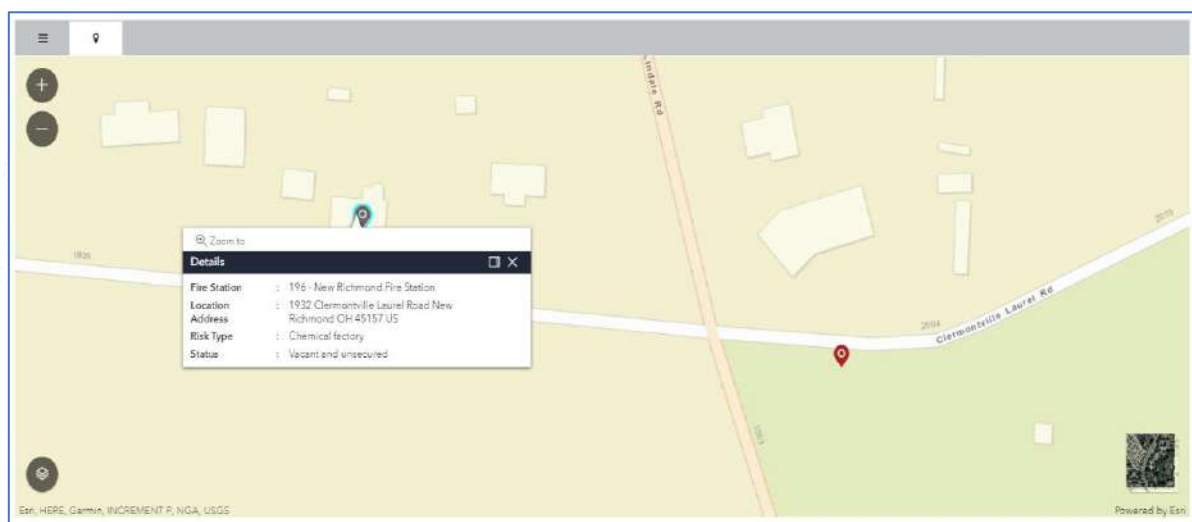 Lindale Rd
Zoom to
Details
Fire Station : 196 - New Richmond Fire Station
Location : 1932 Clermontville Laurel Road New
Address Richmond OH 45157 US
Risk Type : Chemical factory
Status : Vacant and unsecured
2004
Clermontville Laurel Rd
Esri, HERE, Garmin, INCREMENT P, NGA, USGS
Powered by Esri